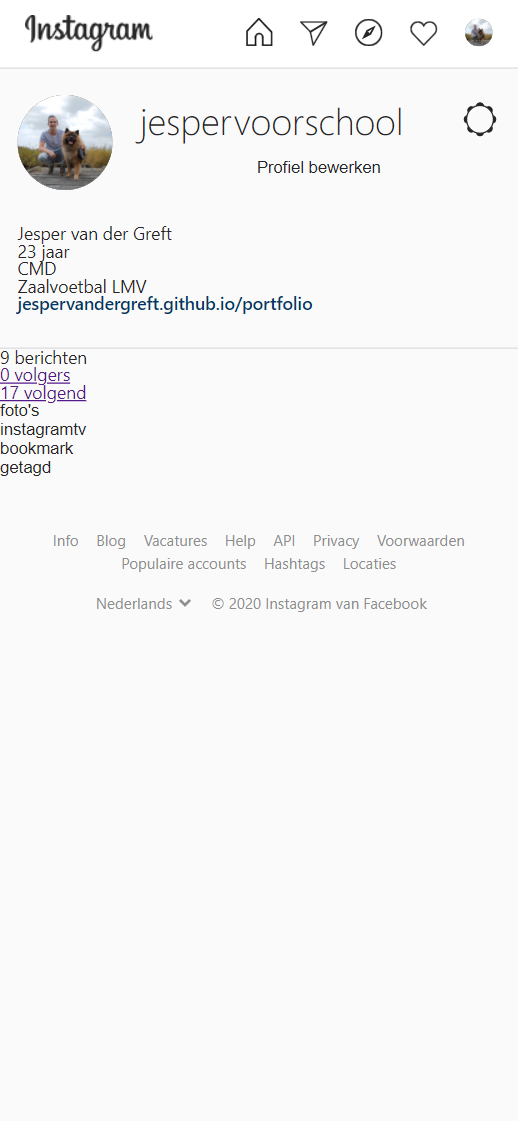 Instagram
jespervoorschool
Profiel bewerken
Jesper van der Greft
23 jaar
CMD
Zaalvoetbal LMV
jespervandergreft.github.io/portfolio
9 berichten
0 volgers
17 volgend
foto's
instagramtv
bookmark
getagd
Info Blog Vacatures Help API Privacy Voorwaarden
Populaire accounts Hashtags Locaties
Nederlands © 2020 Instagram van Facebook